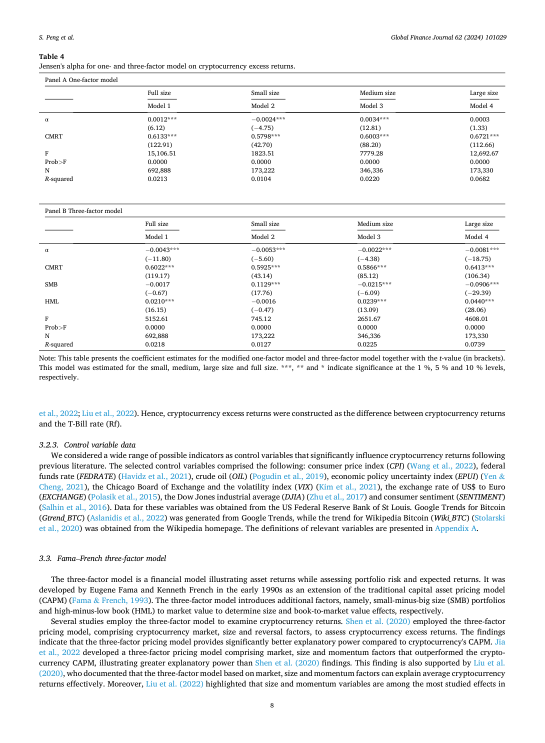 S. Peng et al.
Global Finance Journal 62 (2024) 101029
Table 4
Jensen's alpha for one- and three-factor model on cryptocurrency excess returns.
Panel A One-factor model
Full size Small size Medium size Large size
Model 1 Model 2 Model 3 Model 4
α 0.0012*** −0.0024*** 0.0034*** 0.0003
(6.12) (−4.75) (12.81) (1.33)
CMRT 0.6133*** 0.5798*** 0.6003*** 0.6721***
(122.91) (42.70) (88.20) (112.66)
F 15,106.51 1823.51 7779.28 12,692.67
Prob>F 0.0000 0.0000 0.0000 0.0000
N 692,888 173,222 346,336 173,330
R-squared 0.0213 0.0104 0.0220 0.0682
Panel B Three-factor model
Full size Small size Medium size Large size
Model 1 Model 2 Model 3 Model 4
α −0.0043*** −0.0053*** −0.0022*** −0.0081***
(−11.80) (−5.60) (−4.38) (−18.75)
CMRT 0.6022*** 0.5925*** 0.5866*** 0.6413***
(119.17) (43.14) (85.12) (106.34)
SMB −0.0017 0.1129*** −0.0215*** −0.0906***
(−0.67) (17.76) (−6.09) (−29.39)
HML 0.0210*** −0.0016 0.0239*** 0.0440***
(16.15) (−0.47) (13.09) (28.06)
F 5152.61 745.12 2651.67 4608.01
Prob>F 0.0000 0.0000 0.0000 0.0000
N 692,888 173,222 346,336 173,330
R-squared 0.0218 0.0127 0.0225 0.0739
Note: This table presents the coefficient estimates for the modified one-factor model and three-factor model together with the t-value (in brackets).
This model was estimated for the small, medium, large size and full size. ***, ** and * indicate significance at the 1 %, 5 % and 10 % levels,
respectively.
et al., 2022; Liu et al., 2022). Hence, cryptocurrency excess returns were constructed as the difference between cryptocurrency returns
and the T-Bill rate (Rf).
3.2.3. Control variable data
We considered a wide range of possible indicators as control variables that significantly influence cryptocurrency returns following
previous literature. The selected control variables comprised the following: consumer price index (CPI) (Wang et al., 2022), federal
funds rate (FEDRATE) (Havidz et al., 2021), crude oil (OIL) (Pogudin et al., 2019), economic policy uncertainty index (EPUI) (Yen &
Cheng, 2021), the Chicago Board of Exchange and the volatility index (VIX) (Kim et al., 2021), the exchange rate of US$ to Euro
(EXCHANGE) (Polasik et al., 2015), the Dow Jones industrial average (DJIA) (Zhu et al., 2017) and consumer sentiment (SENTIMENT)
(Salhin et al., 2016). Data for these variables was obtained from the US Federal Reserve Bank of St Louis. Google Trends for Bitcoin
(Gtrend_BTC) (Aslanidis et al., 2022) was generated from Google Trends, while the trend for Wikipedia Bitcoin (Wiki_BTC) (Stolarski
et al., 2020) was obtained from the Wikipedia homepage. The definitions of relevant variables are presented in Appendix A.
3.3. Fama–French three-factor model
The three-factor model is a financial model illustrating asset returns while assessing portfolio risk and expected returns. It was
developed by Eugene Fama and Kenneth French in the early 1990s as an extension of the traditional capital asset pricing model
(CAPM) (Fama & French, 1993). The three-factor model introduces additional factors, namely, small-minus-big size (SMB) portfolios
and high-minus-low book (HML) to market value to determine size and book-to-market value effects, respectively.
Several studies employ the three-factor model to examine cryptocurrency returns. Shen et al. (2020) employed the three-factor
pricing model, comprising cryptocurrency market, size and reversal factors, to assess cryptocurrency excess returns. The findings
indicate that the three-factor pricing model provides significantly better explanatory power compared to cryptocurrency's CAPM. Jia
et al., 2022 developed a three-factor pricing model comprising market, size and momentum factors that outperformed the crypto-
currency CAPM, illustrating greater explanatory power than Shen et al. (2020) findings. This finding is also supported by Liu et al.
(2020), who documented that the three-factor model based on market, size and momentum factors can explain average cryptocurrency
returns effectively. Moreover, Liu et al. (2022) highlighted that size and momentum variables are among the most studied effects in
8